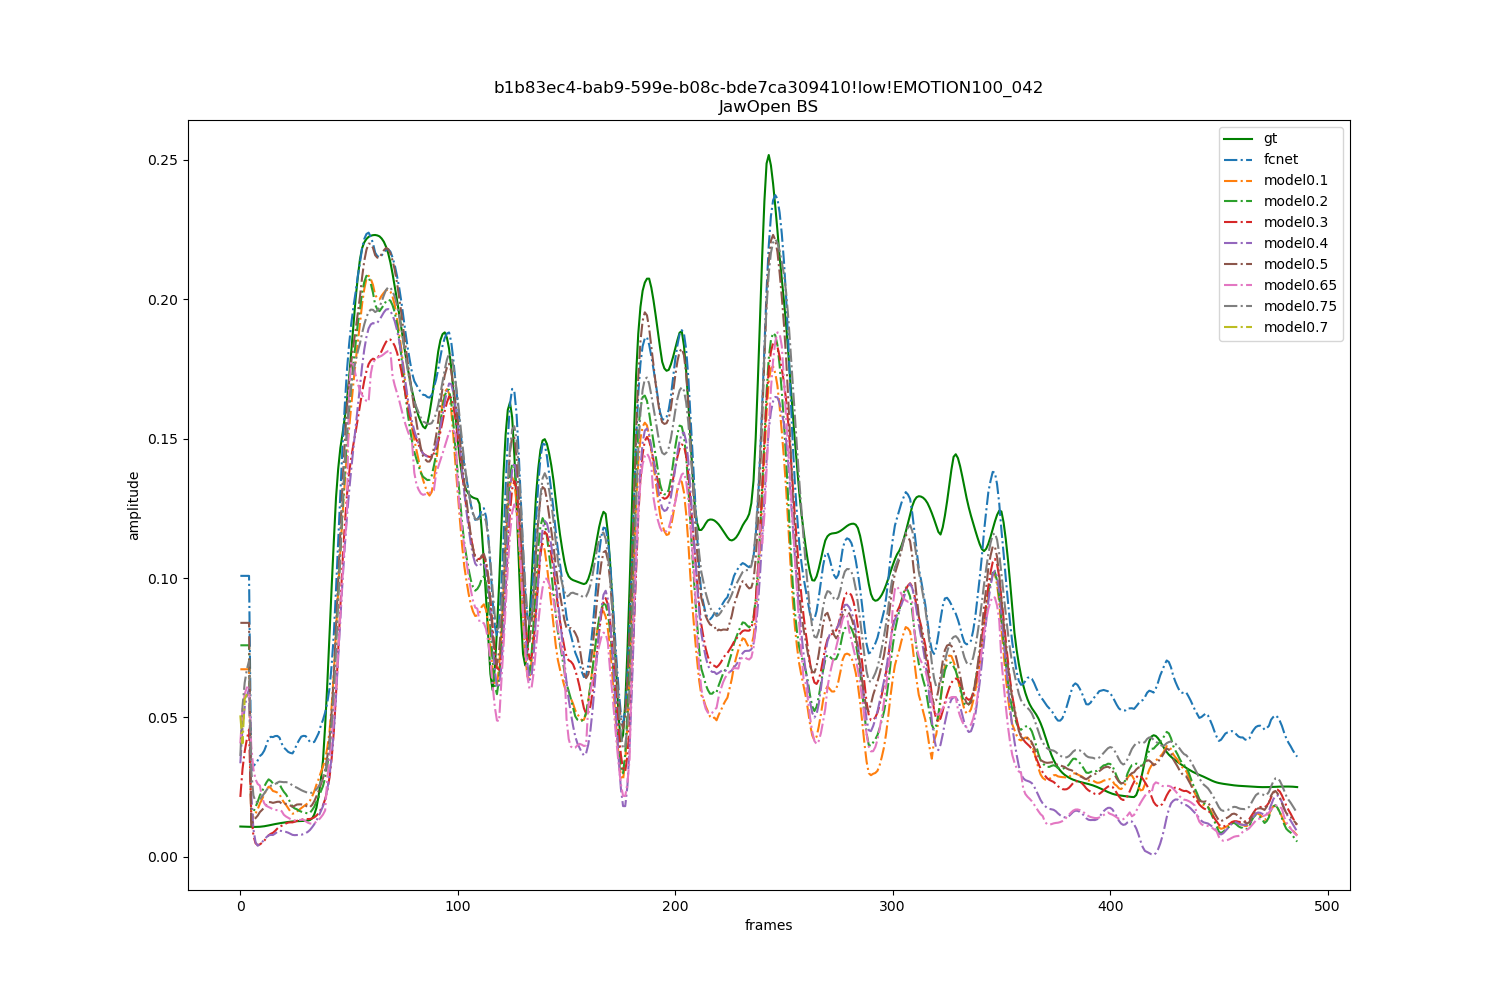 b1b83ec4-bab9-599e-b08c-bde7ca309410!low!EMOTION100_042
JawOpen BS
gt
fcnet
model0.1
model0.2
model0.3
model0.4
model0.5
model0.65
model0.75
model0.7
amplitude
0.25
0.20
0.15
0.10
0.05
0.00
0
100
200
300
400
500
frames